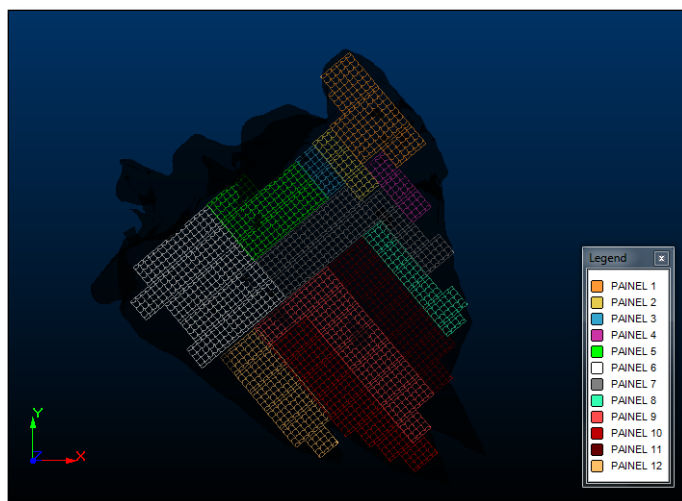 Legend
x
PAINEL 1
PAINEL 2
PAINEL 3
PAINEL 4
PAINEL 5
PAINEL 6
PAINEL 7
PAINEL 8
PAINEL 9
PAINEL 10
PAINEL 11
PAINEL 12
Y
Z
X